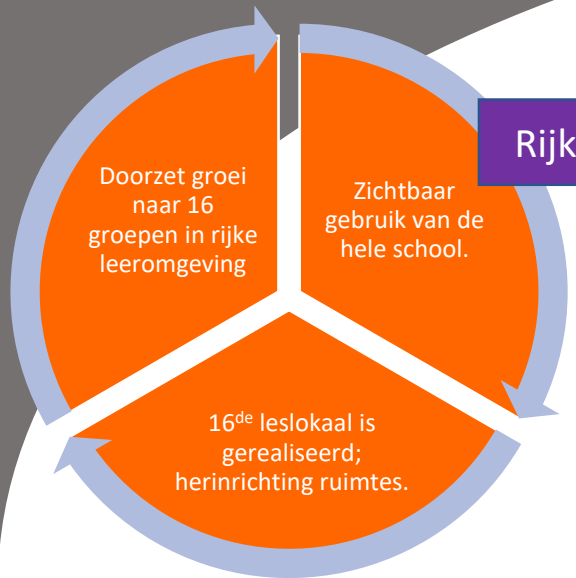 Doorzet groei
naar 16
groepen in rijke
leeromgeving
Rijk
Zichtbaar
gebruik van de
hele school.
16de leslokaal is
gerealiseerd;
herinrichting ruimtes.